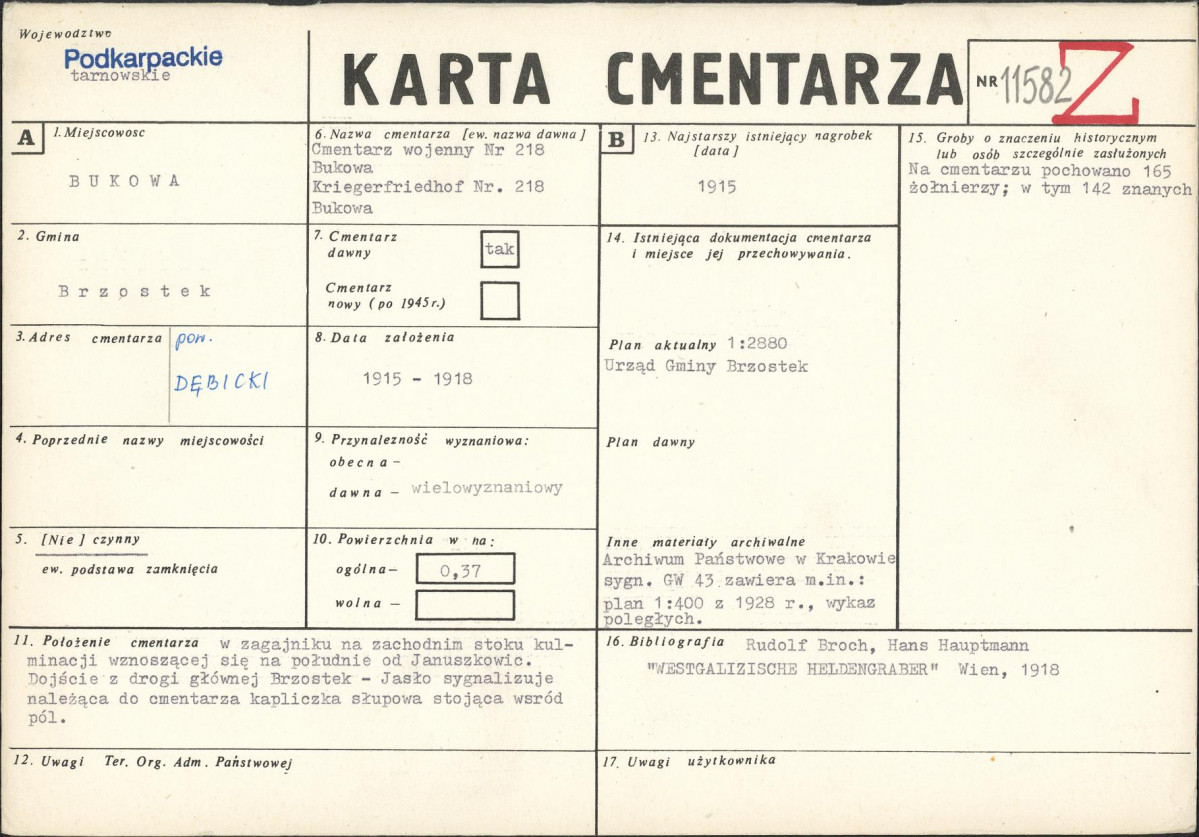 Województwo
Podkarpackie
tarnowskie
KARTA CMENTARZA
NR 11582 Z
A
1. Miejscowosc
B U K O W A
2. Gmina
B r z o s t e k
3. Adres cmentarza
pow.
DĘBICKI
4. Poprzednie nazwy miejscowości
5. [Nie] czynny
ew. podstawa zamknięcia
6. Nazwa cmentarza [ew. nazwa dawna]
Cmentarz wojenny Nr 218
Bukowa
Kriegerfriedhof Nr. 218
Bukowa
7. Cmentarz
dawny
tak
Cmentarz
nowy (po 1945 r.)
8. Data założenia
1915 - 1918
9. Przynależność wyznaniowa:
obecna -
dawna - wielowyznaniowy
10. Powierzchnia w ha:
ogólna - 0,37
wolna -
B
13. Najstarszy istniejący nagrobek
[data]
1915
14. Istniejąca dokumentacja cmentarza
i miejsce jej przechowywania.
Plan aktualny 1:2880
Urząd Gminy Brzostek
Plan dawny
Inne materiały archiwalne
Archiwum Państwowe w Krakowie
sygn. GW 43 zawiera m.in.:
plan 1:400 z 1928 r., wykaz
poległych.
15. Groby o znaczeniu historycznym
lub osób szczególnie zasłużonych
Na cmentarzu pochowano 165
żołnierzy; w tym 142 znanych
11. Położenie cmentarza w zagajniku na zachodnim stoku kul-
minacji wznoszącej się na południe od Januszkowic.
Dojście z drogi głównej Brzostek - Jasło sygnalizuje
należąca do cmentarza kapliczka słupowa stojąca wsród
pól.
16. Bibliografia Rudolf Broch, Hans Hauptmann
"WESTGALIZISCHE HELDENGRABER" Wien, 1918
12. Uwagi Ter. Org. Adm. Państwowej
17. Uwagi użytkownika